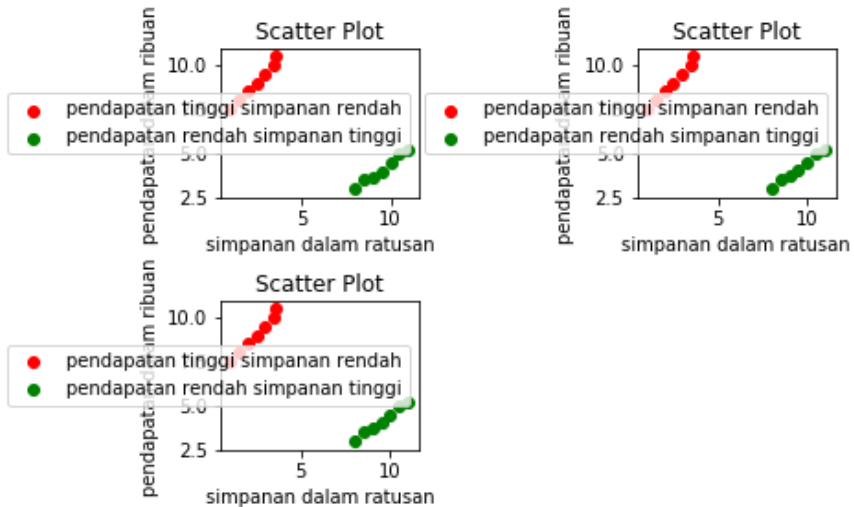 Scatter Plot
pendapatan dalam ribuan
10.0
5.0
2.5
pendapatan tinggi simpanan rendah
pendapatan rendah simpanan tinggi
5 10
simpanan dalam ratusan
Scatter Plot
pendapatan dalam ribuan
10.0
5.0
2.5
pendapatan tinggi simpanan rendah
pendapatan rendah simpanan tinggi
5 10
simpanan dalam ratusan
Scatter Plot
pendapatan dalam ribuan
10.0
5.0
2.5
pendapatan tinggi simpanan rendah
pendapatan rendah simpanan tinggi
5 10
simpanan dalam ratusan